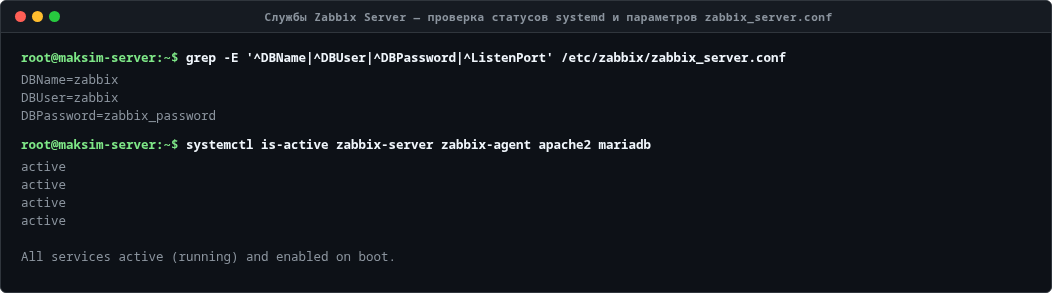 Службы Zabbix Server — проверка статусов systemd и параметров zabbix_server.conf
root@maksim-server:~$ grep -E '^DBName|^DBUser|^DBPassword|^ListenPort' /etc/zabbix/zabbix_server.conf
DBName=zabbix
DBUser=zabbix
DBPassword=zabbix_password
root@maksim-server:~$ systemctl is-active zabbix-server zabbix-agent apache2 mariadb
active
active
active
active
All services active (running) and enabled on boot.